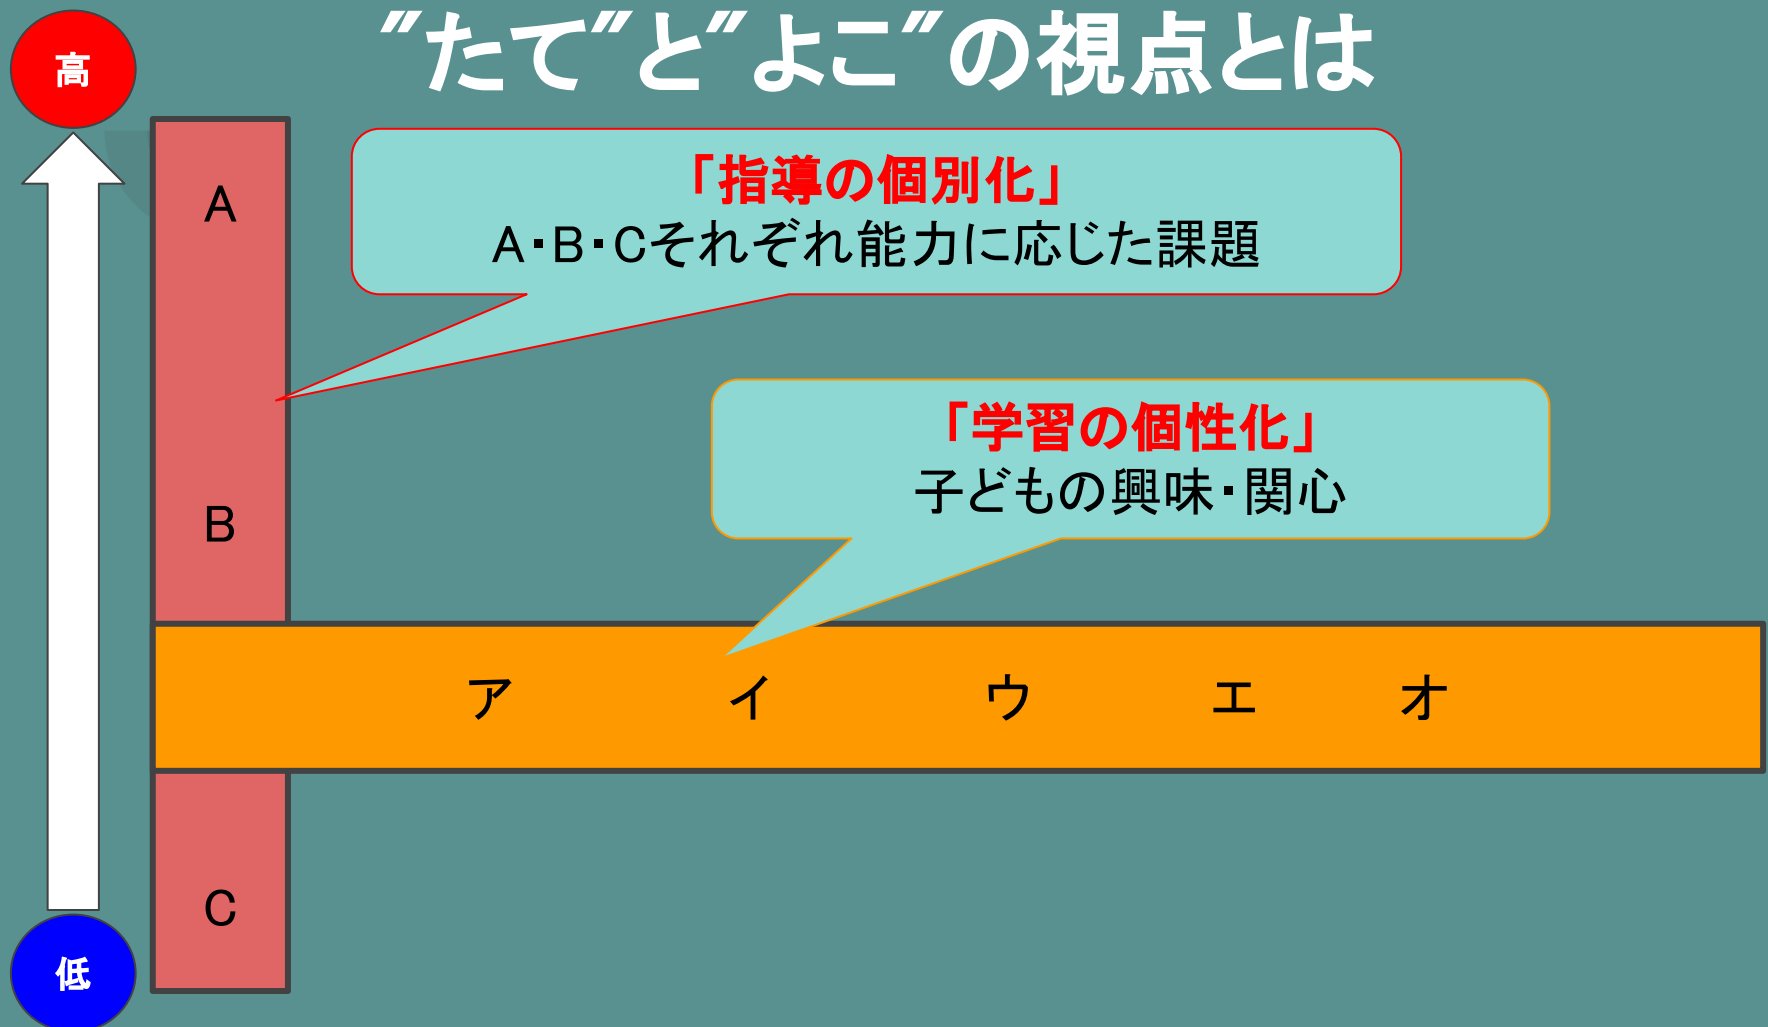 ”たて”と”よこ”の視点とは
高
A
「指導の個別化」
A・B・Cそれぞれ能力に応じた課題
「学習の個性化」
子どもの興味・関心
B
ア イ ウ エ オ
C
低